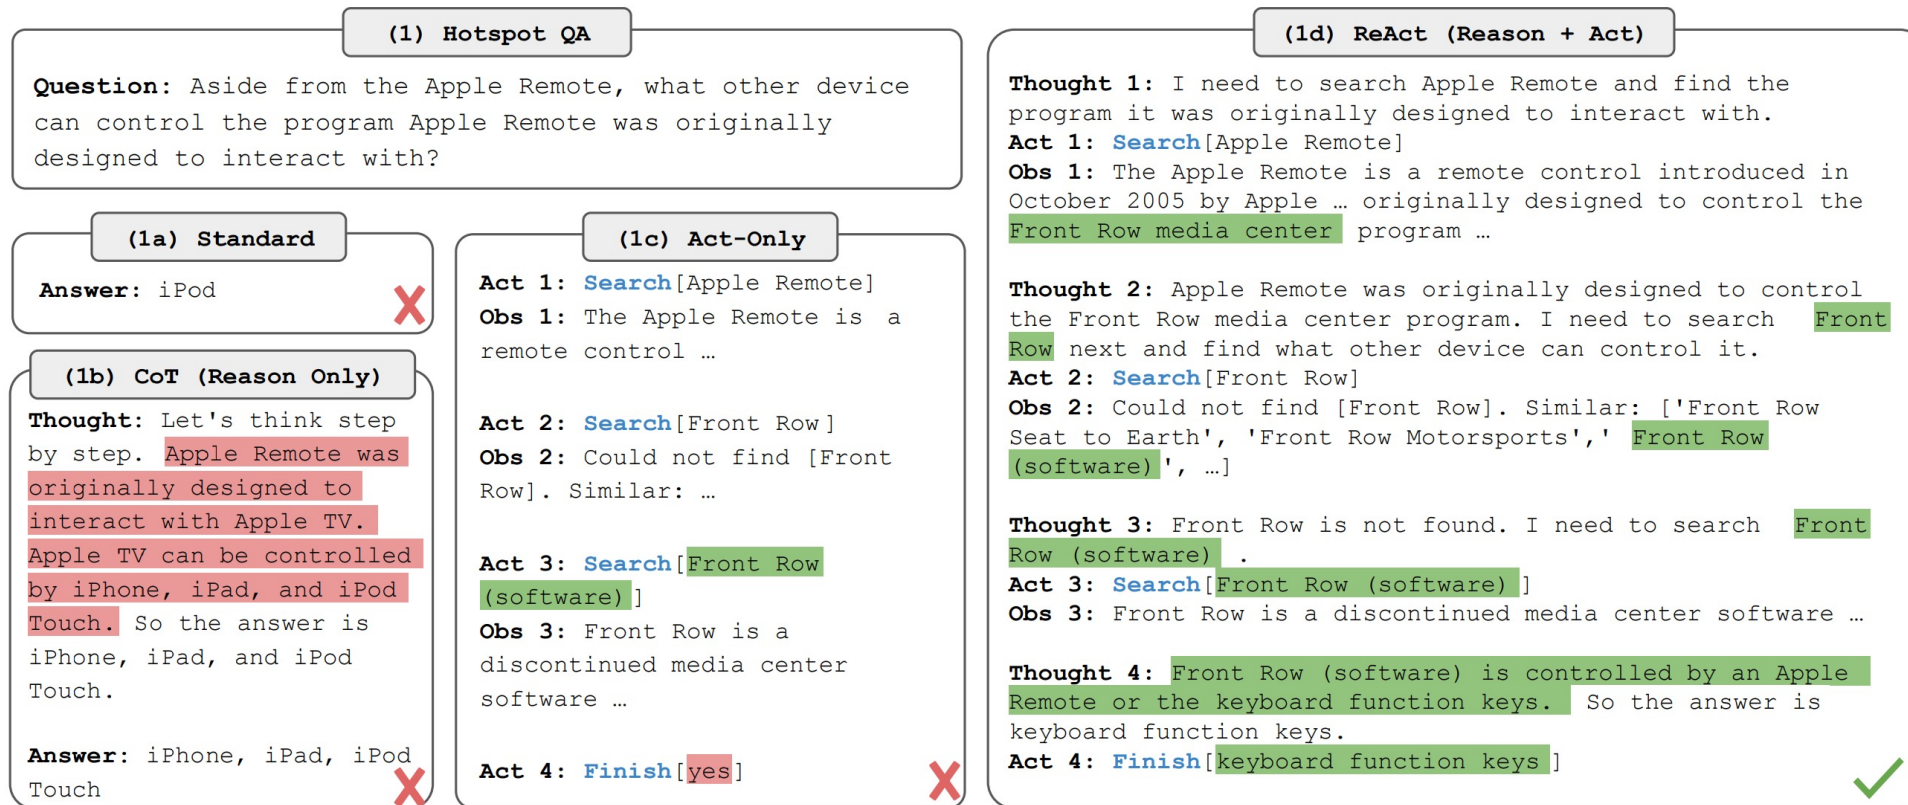 (1) Hotspot QA
Question: Aside from the Apple Remote, what other device
can control the program Apple Remote was originally
designed to interact with?
(1a) Standard
Answer: iPod
(1b) CoT (Reason Only)
Thought: Let's think step
by step. Apple Remote was
originally designed to
interact with Apple TV.
Apple TV can be controlled
by iPhone, iPad, and iPod
Touch. So the answer is
iPhone, iPad, and iPod
Touch.
Answer: iPhone, iPad, iPod
Touch
(1c) Act-Only
Act 1: Search[Apple Remote]
Obs 1: The Apple Remote is a
remote control …
Act 2: Search[Front Row]
Obs 2: Could not find [Front
Row]. Similar: …
Act 3: Search[Front Row
(software)]
Obs 3: Front Row is a
discontinued media center
software …
Act 4: Finish[yes]
(1d) ReAct (Reason + Act)
Thought 1: I need to search Apple Remote and find the
program it was originally designed to interact with.
Act 1: Search[Apple Remote]
Obs 1: The Apple Remote is a remote control introduced in
October 2005 by Apple … originally designed to control the
Front Row media center program …
Thought 2: Apple Remote was originally designed to control
the Front Row media center program. I need to search Front
Row next and find what other device can control it.
Act 2: Search[Front Row]
Obs 2: Could not find [Front Row]. Similar: ['Front Row
Seat to Earth', 'Front Row Motorsports',' Front Row
(software)', …]
Thought 3: Front Row is not found. I need to search Front
Row (software) .
Act 3: Search[Front Row (software)]
Obs 3: Front Row is a discontinued media center software …
Thought 4: Front Row (software) is controlled by an Apple
Remote or the keyboard function keys. So the answer is
keyboard function keys.
Act 4: Finish[keyboard function keys]